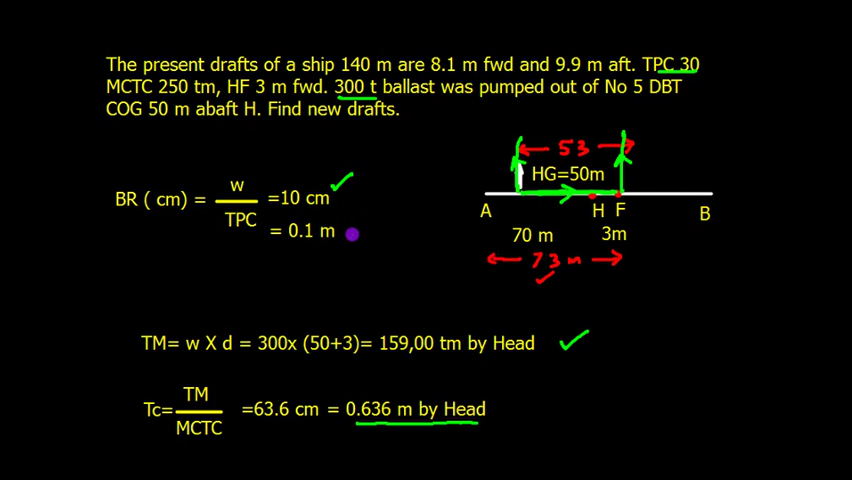 The present drafts of a ship 140 m are 8.1 m fwd and 9.9 m aft. TPC 30
MCTC 250 tm, HF 3 m fwd. 300 t ballast was pumped out of No 5 DBT
COG 50 m abaft H. Find new drafts.
53
HG=50m
A H F B
70 m 3m
73 m
BR ( cm) = w / TPC =10 cm
= 0.1 m
TM= w X d = 300x (50+3)= 159,00 tm by Head
Tc= TM / MCTC =63.6 cm = 0.636 m by Head